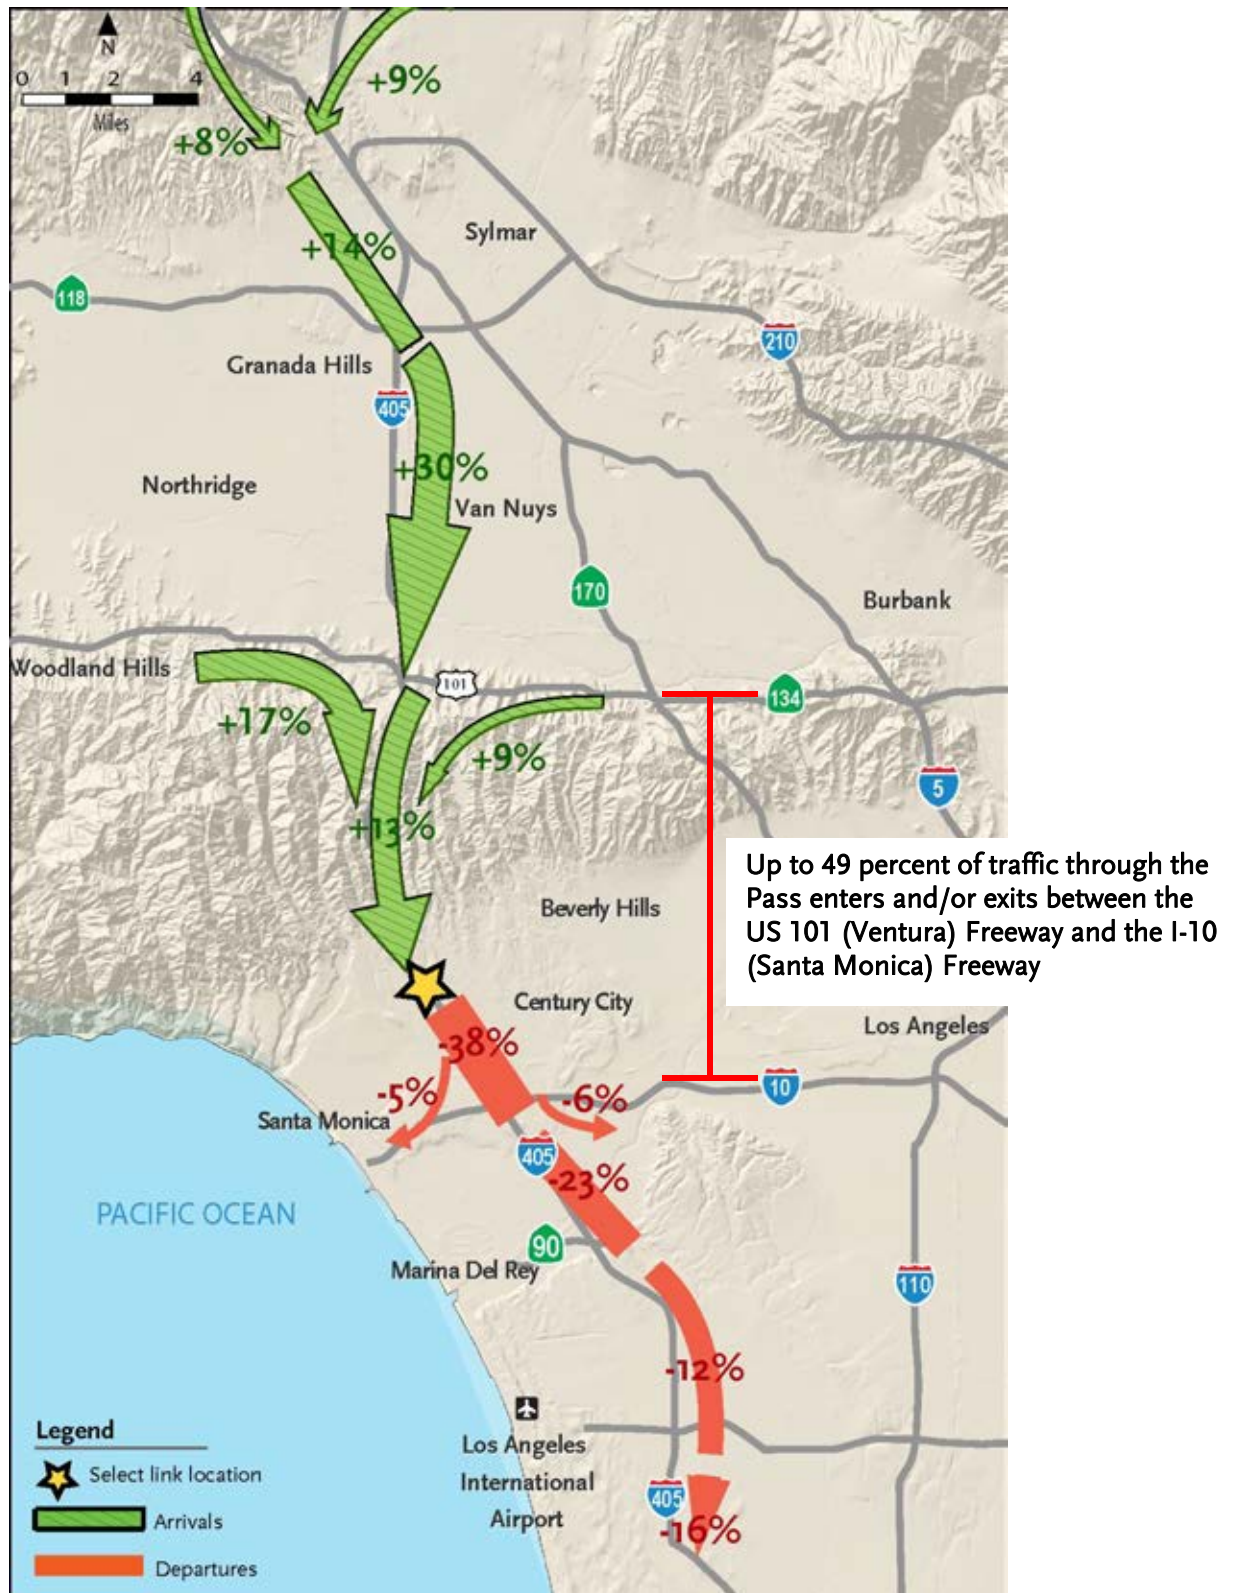 N
0 1 2 4
Miles
+9%
+8%
Sylmar
+14%
118
210
Granada Hills
405
+30%
Northridge
Van Nuys
170
Burbank
Woodland Hills
101
134
+17%
+9%
5
+13%
Up to 49 percent of traffic through the
Pass enters and/or exits between the
US 101 (Ventura) Freeway and the I-10
(Santa Monica) Freeway
Beverly Hills
Century City
Los Angeles
-38%
-5%
-6%
10
Santa Monica
405
-23%
PACIFIC OCEAN
90
Marina Del Rey
110
-12%
Los Angeles
International
Airport
405
-16%
Legend
Select link location
Arrivals
Departures